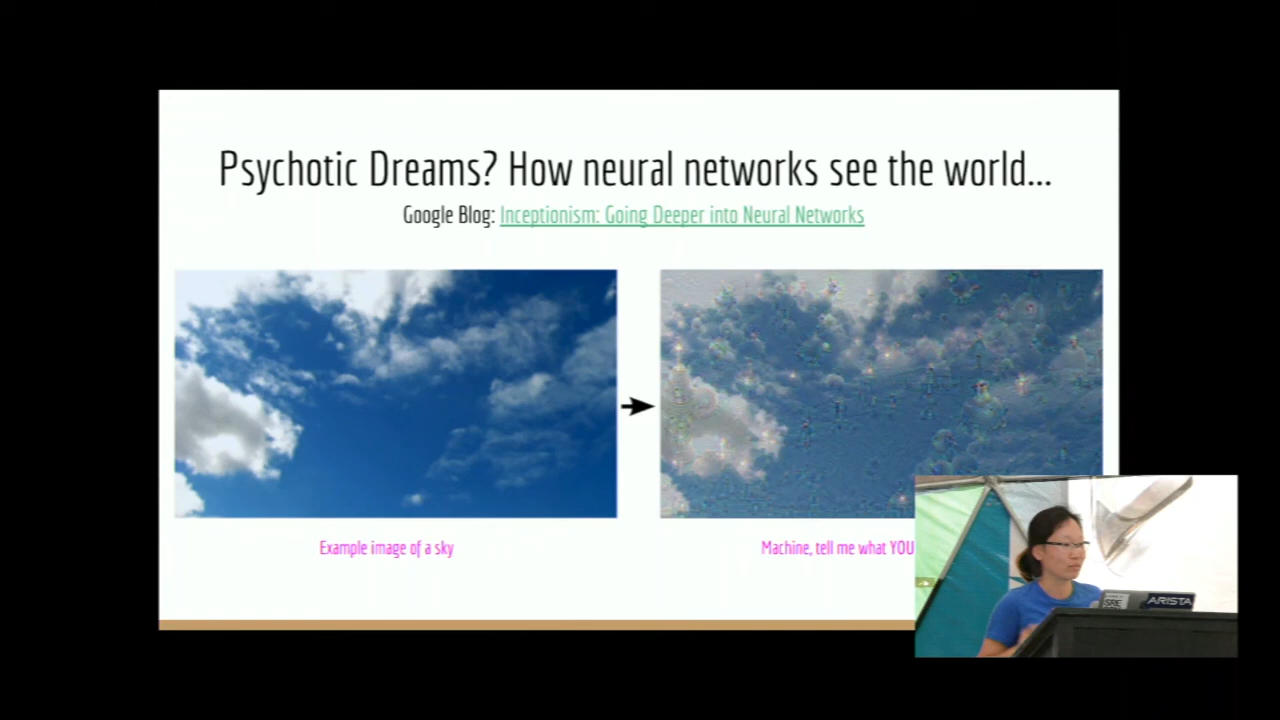 Psychotic Dreams? How neural networks see the world...
Google Blog: Inceptionism: Going Deeper into Neural Networks
Example image of a sky
Machine, tell me what YOU
SRE
ARISTA